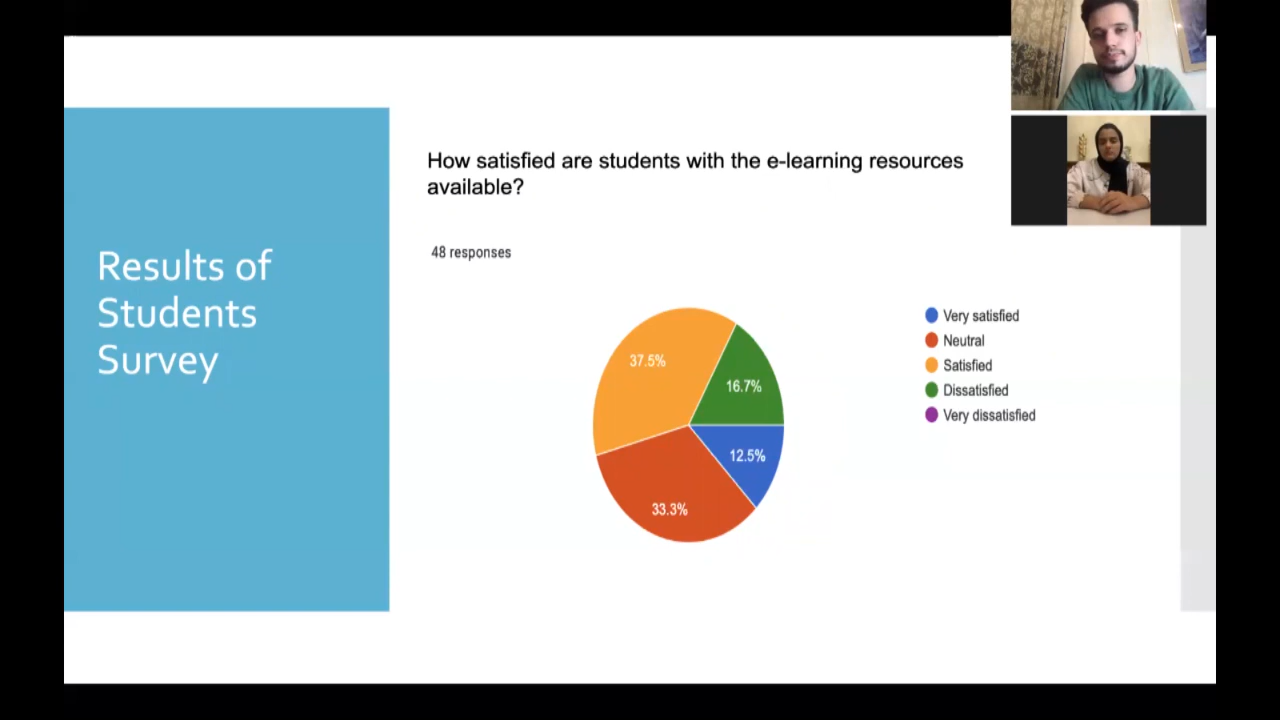 Results of
Students
Survey
How satisfied are students with the e-learning resources
available?
48 responses
37.5%
16.7%
12.5%
33.3%
Very satisfied
Neutral
Satisfied
Dissatisfied
Very dissatisfied